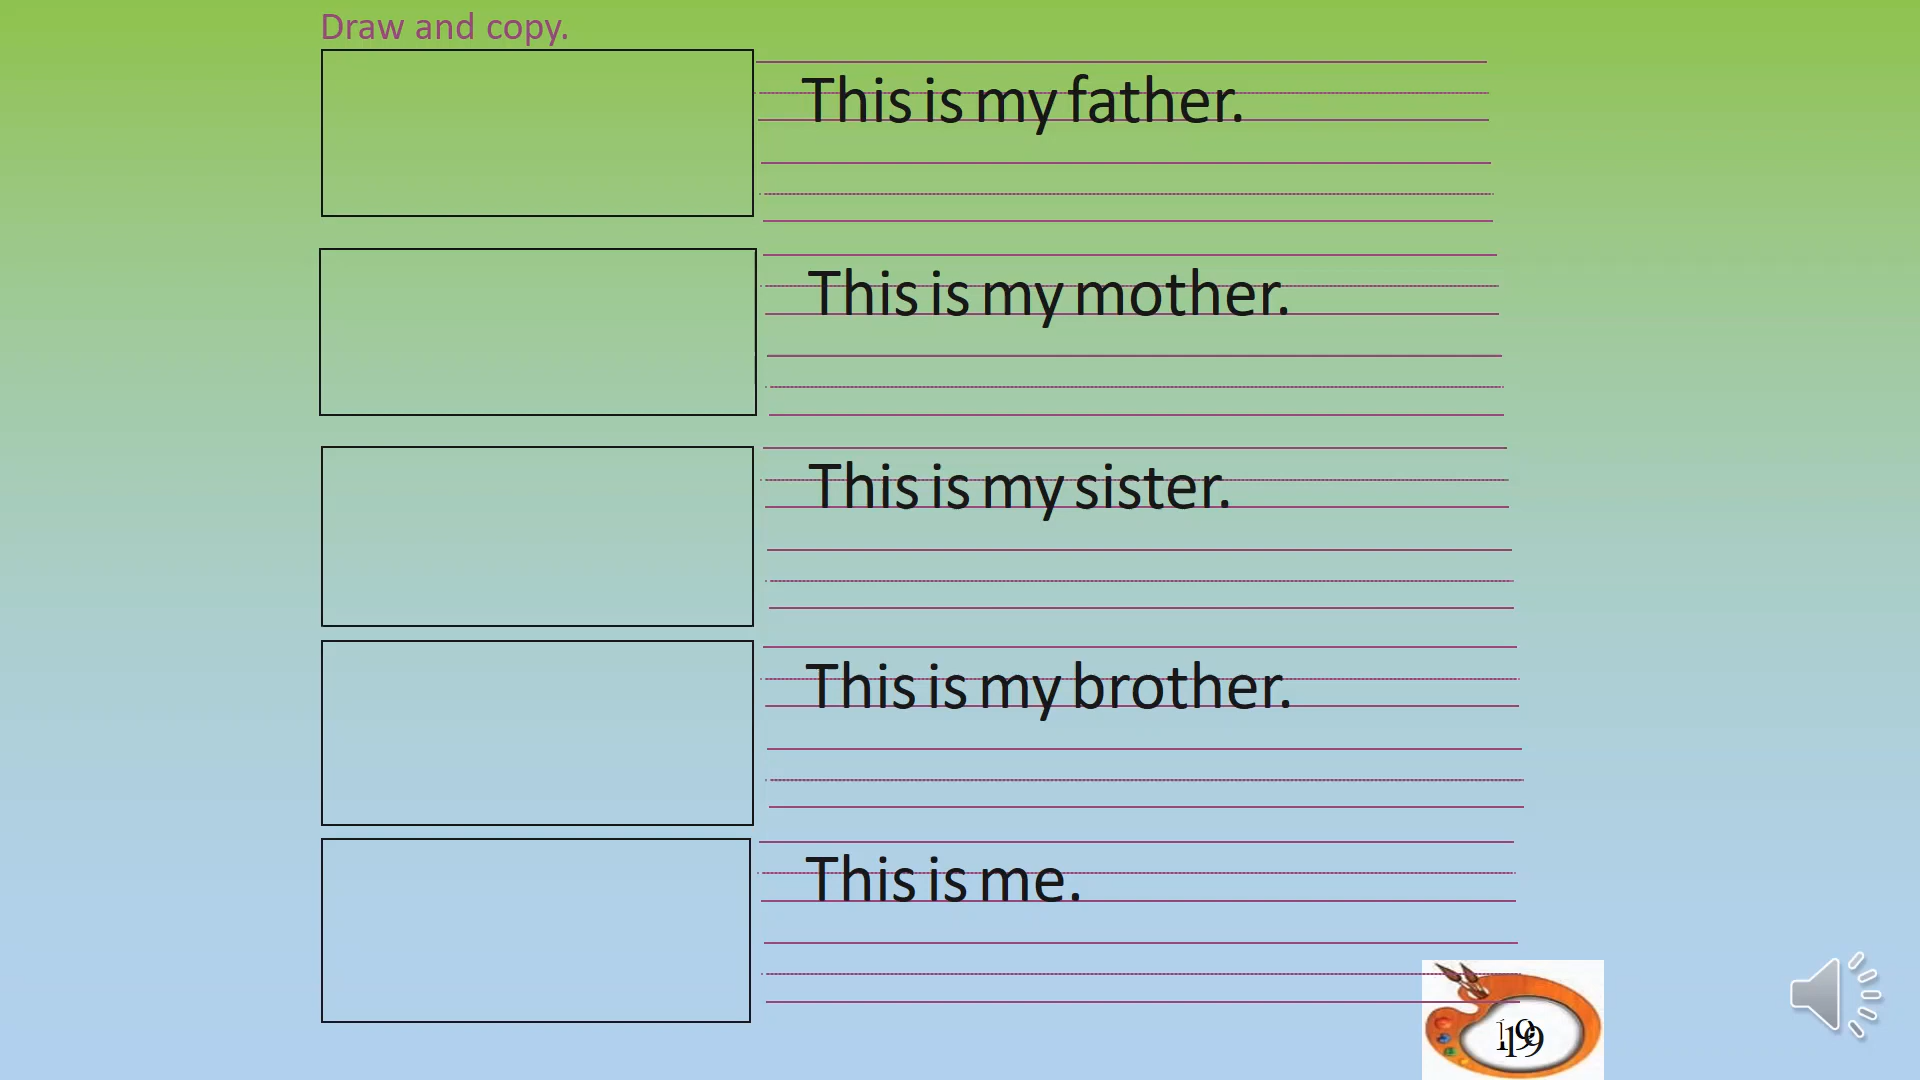 Draw and copy.
This is my father.
This is my mother.
This is my sister.
This is my brother.
This is me.
19
19